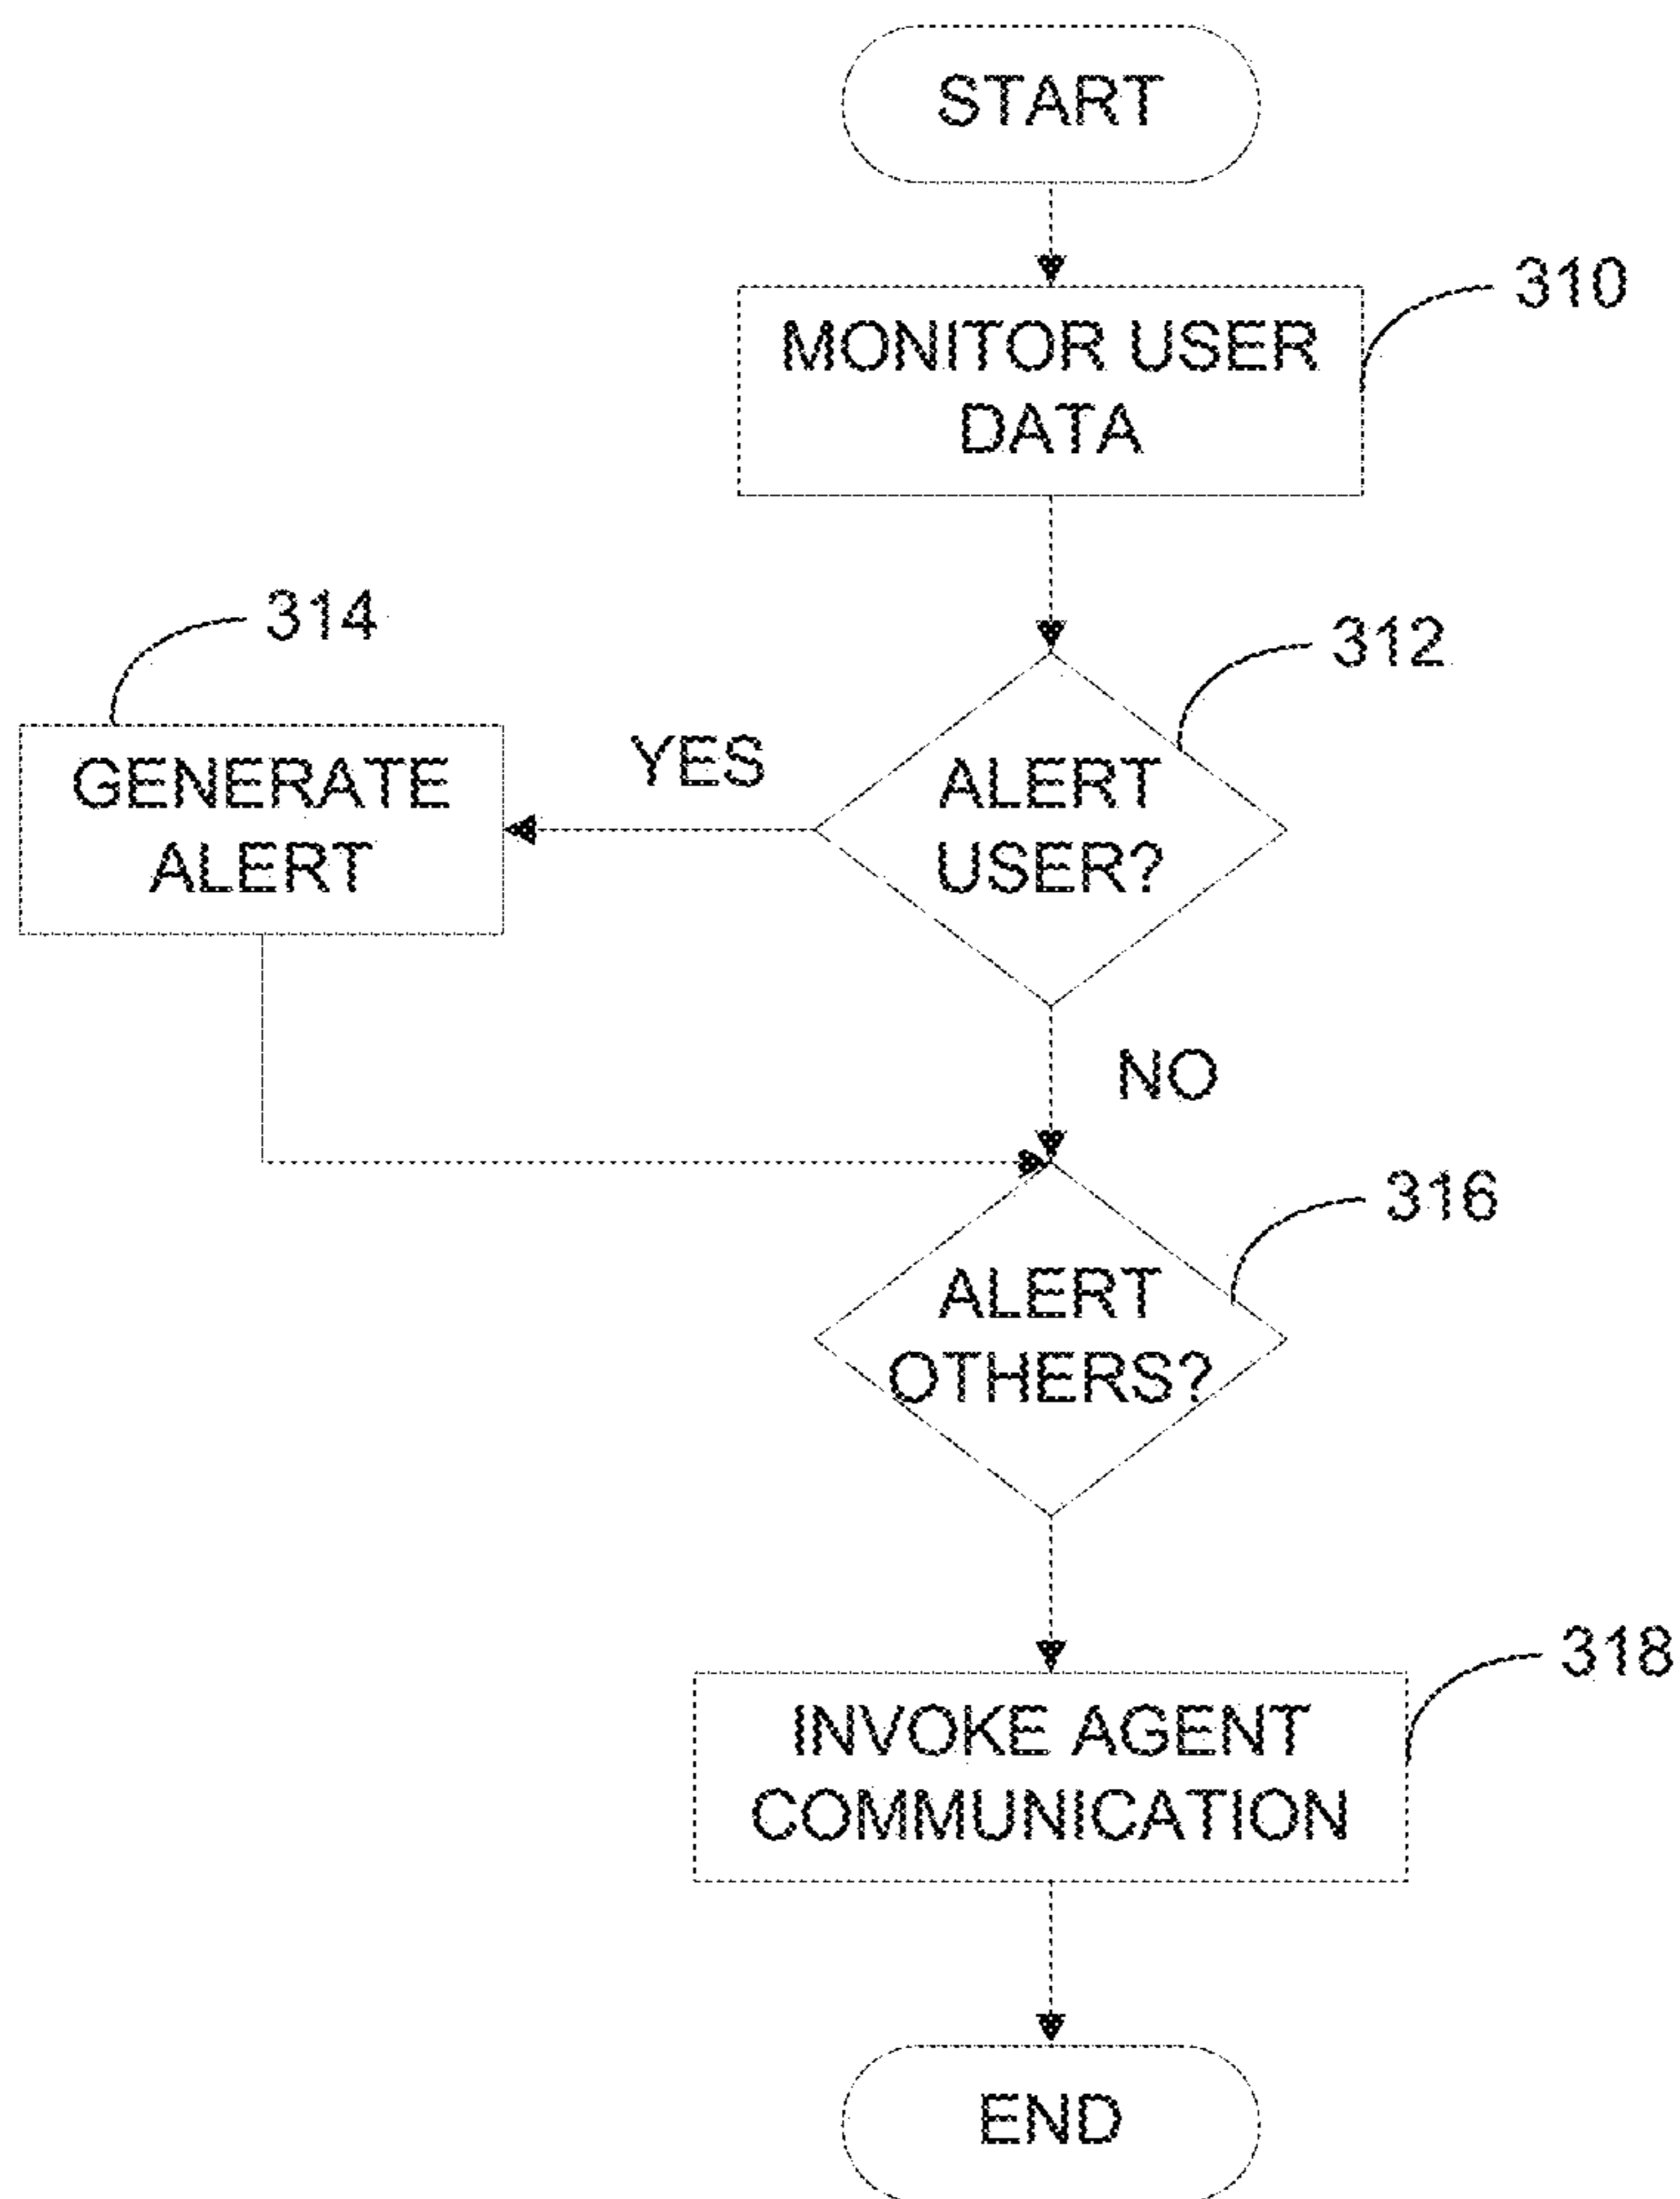 START
310
MONITOR USER
DATA
314
312
GENERATE
ALERT
YES
ALERT
USER?
NO
316
ALERT
OTHERS?
318
INVOKE AGENT
COMMUNICATION
END